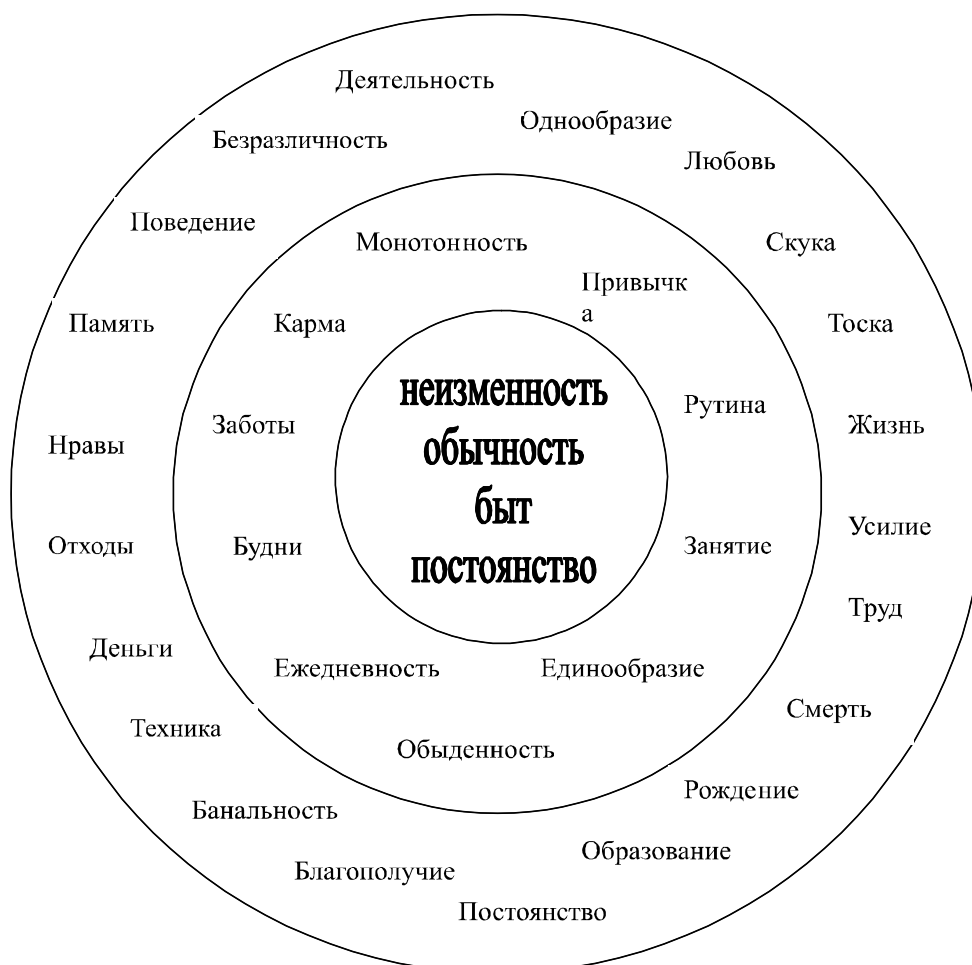 Деятельность
Однообразие
Безразличность
Любовь
Поведение
Монотонность
Скука
Привычк
а
Память
Карма
Тоска
неизменность
Рутина
Заботы
Жизнь
Нравы
обычность
быт
Усилие
Отходы
Будни
Занятие
постоянство
Труд
Деньги
Ежедневность
Единообразие
Смерть
Техника
Обыденность
Рождение
Банальность
Образование
Благополучие
Постоянство